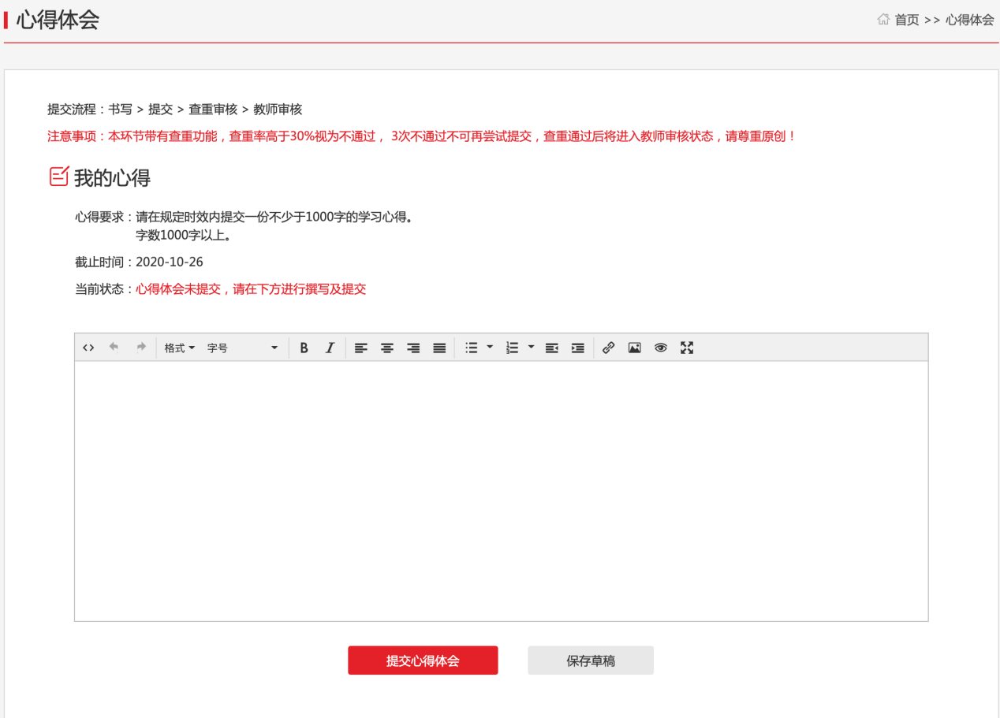 心得体会
首页 >> 心得体会
提交流程：书写 > 提交 > 查重审核 > 教师审核
注意事项：本环节带有查重功能，查重率高于30%视为不通过， 3次不通过不可再尝试提交，查重通过后将进入教师审核状态，请尊重原创！
我的心得
心得要求：请在规定时效内提交一份不少于1000字的学习心得。
字数1000字以上。
截止时间：2020-10-26
当前状态：心得体会未提交，请在下方进行撰写及提交
格式 字号 B I
提交心得体会 保存草稿